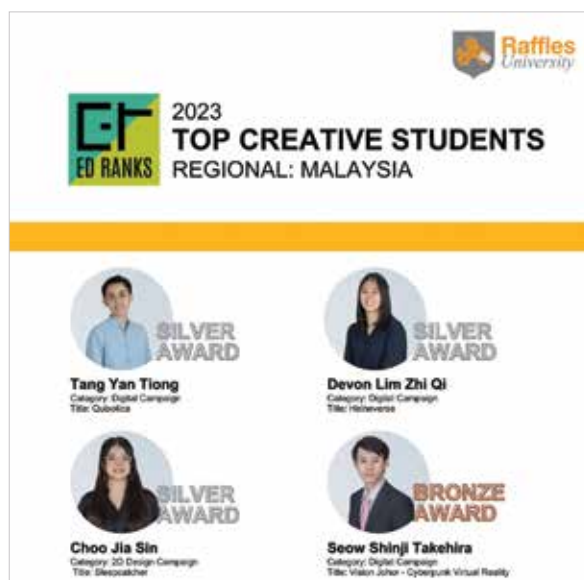 Raffles
University
ED RANKS
2023
TOP CREATIVE STUDENTS
REGIONAL: MALAYSIA
SILVER
AWARD
Tang Yan Tiong
Category: Digital Campaign
Title: Qubotica
SILVER
AWARD
Devon Lim Zhi Qi
Category: Digital Campaign
Title:
SILVER
AWARD
Choo Jia Sin
Category: 2D Design Campaign
Title: Sleepcatcher
BRONZE
AWARD
Seow Shinji Takehira
Category: Digital Campaign
Title: Vision Johor - Cyberpunk Virtual Reality